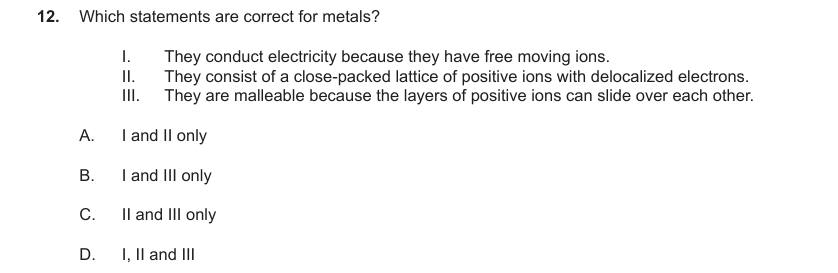 12. Which statements are correct for metals?
I. They conduct electricity because they have free moving ions.
II. They consist of a close-packed lattice of positive ions with delocalized electrons.
III. They are malleable because the layers of positive ions can slide over each other.
A. I and II only
B. I and III only
C. II and III only
D. I, II and III